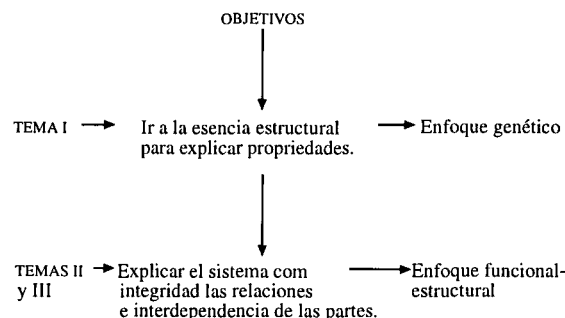 OBJETIVOS
TEMA I Ir a la esencia estructural Enfoque genético
para explicar propiedades.
TEMAS II Explicar el sistema com Enfoque funcional-
y III integridad las relaciones estructural
e interdependencia de las partes.